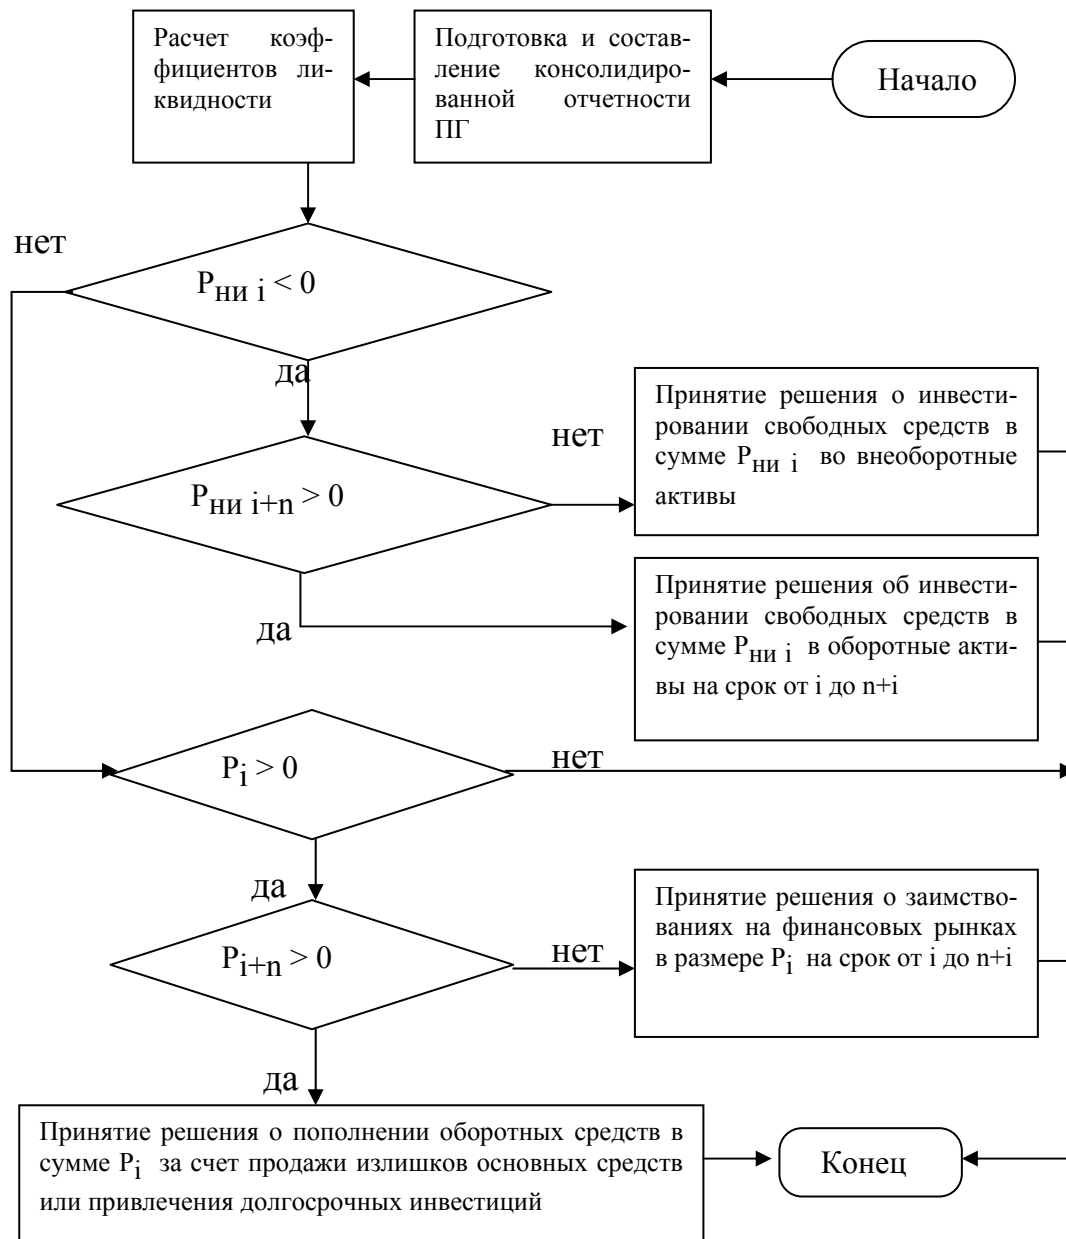 Начало
Подготовка и состав-
ление консолидиро-
ванной отчетности
ПГ
Расчет коэф-
фициентов ли-
квидности
нет
Pни i < 0
да
Pни i+n > 0
нет
Принятие решения о инвести-
ровании свободных средств в
сумме Pни i во внеоборотные
активы
да
Принятие решения об инвести-
ровании свободных средств в
сумме Pни i в оборотные акти-
вы на срок от i до n+i
Pi > 0
нет
да
Pi+n > 0
нет
Принятие решения о заимство-
ваниях на финансовых рынках
в размере Pi на срок от i до n+i
да
Принятие решения о пополнении оборотных средств в
сумме Pi за счет продажи излишков основных средств
или привлечения долгосрочных инвестиций
Конец